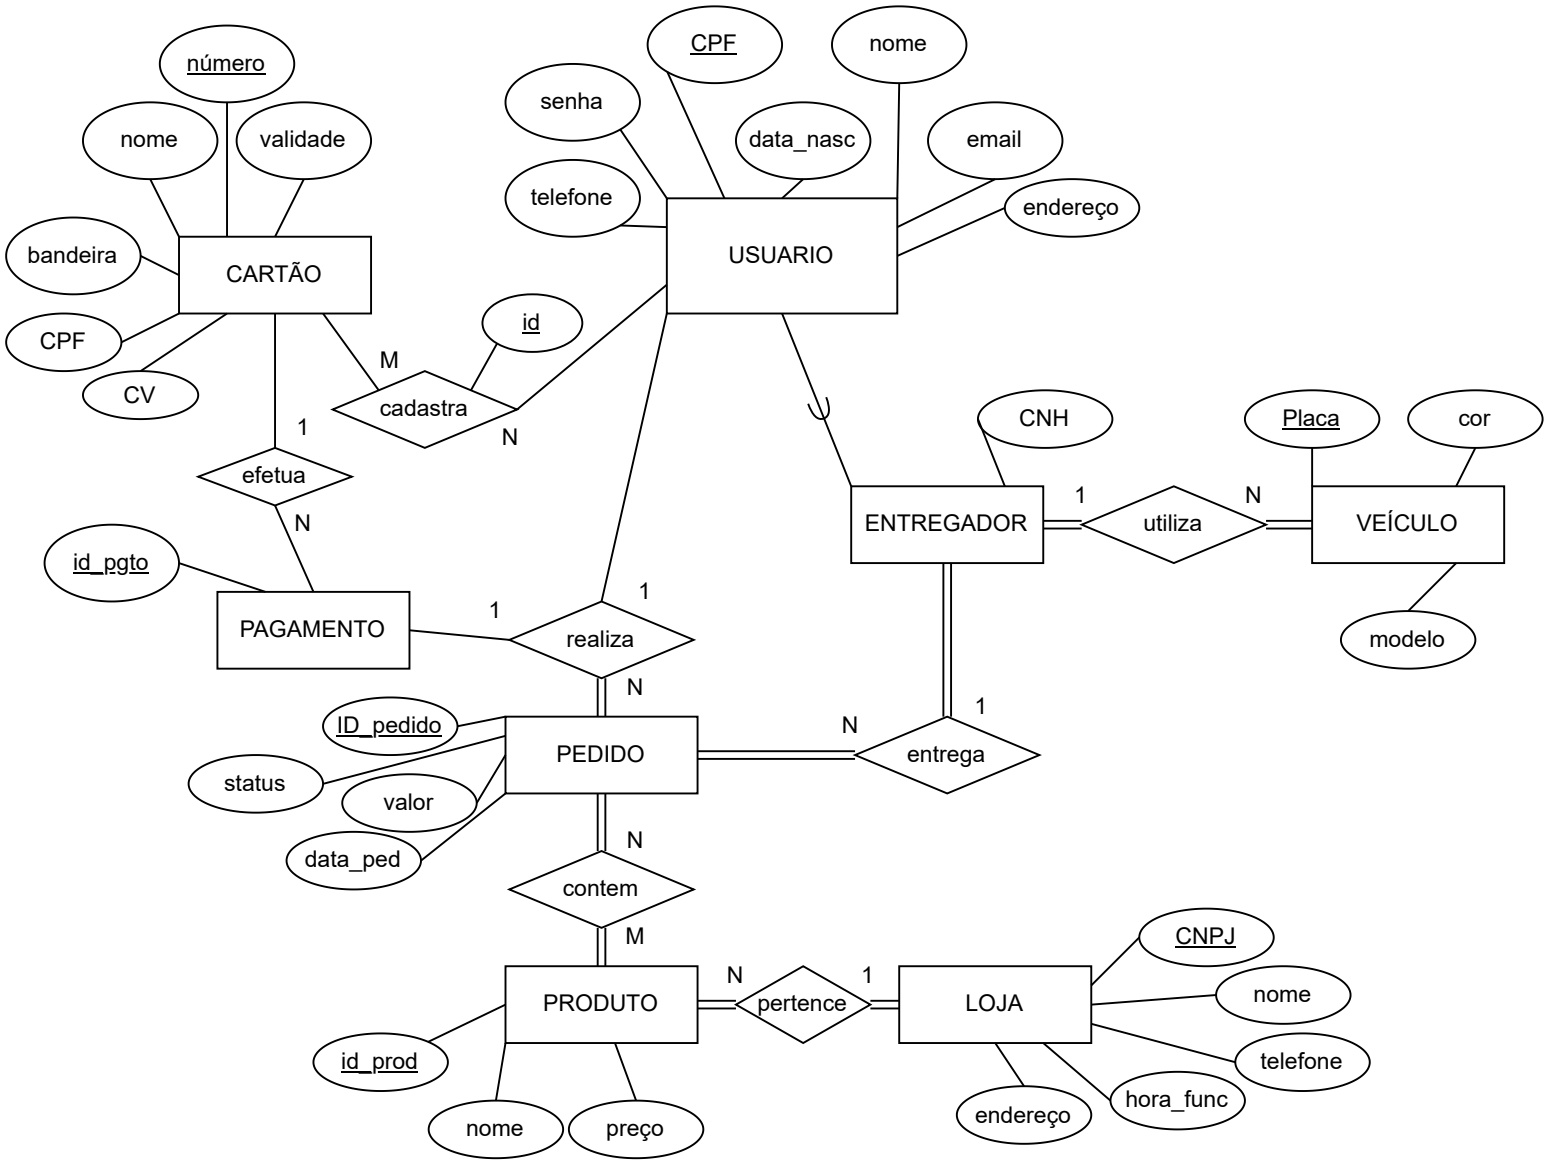 CPF
nome
número
senha
nome
validade
data_nasc
email
telefone
endereço
bandeira
CARTÃO
USUARIO
id
CPF
M
CV
cadastra
N
CNH
Placa
cor
1
efetua
N
1
N
ENTREGADOR
utiliza
VEÍCULO
id_pgto
1
1
PAGAMENTO
realiza
modelo
N
1
ID_pedido
N
PEDIDO
entrega
status
valor
N
data_ped
contem
M
CNPJ
N
1
nome
PRODUTO
pertence
LOJA
id_prod
telefone
hora_func
endereço
nome
preço